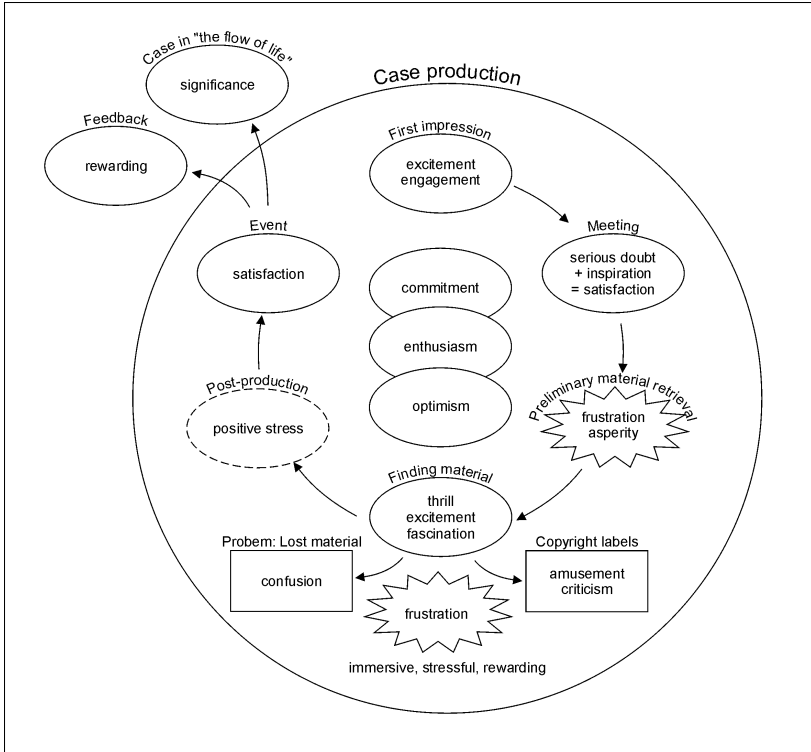 Case in "the flow of life"
significance
Case production
Feedback
rewarding
First impression
excitement
engagement
Event
satisfaction
Meeting
serious doubt
+ inspiration
= satisfaction
commitment
enthusiasm
optimism
Post-production
positive stress
Preliminary material retrieval
frustration
asperity
Finding material
thrill
excitement
fascination
Probem: Lost material
confusion
Copyright labels
amusement
criticism
frustration
immersive, stressful, rewarding